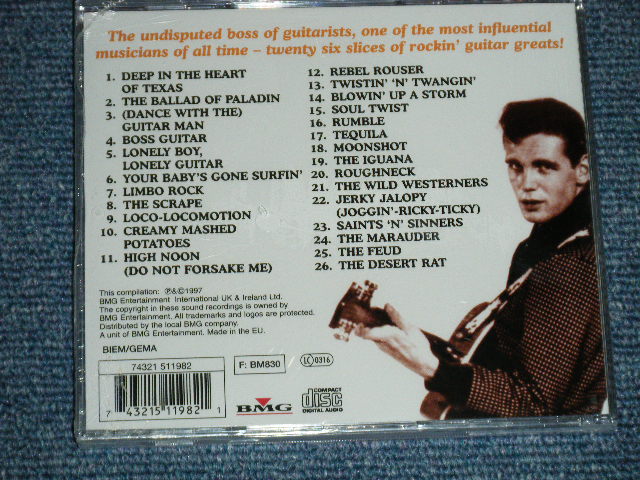 The undisputed boss of guitarists, one of the most influential
musicians of all time – twenty six slices of rockin' guitar greats!
1. DEEP IN THE HEART
OF TEXAS
2. THE BALLAD OF PALADIN
3. (DANCE WITH THE)
GUITAR MAN
4. BOSS GUITAR
5. LONELY BOY,
LONELY GUITAR
6. YOUR BABY'S GONE SURFIN'
7. LIMBO ROCK
8. THE SCRAPE
9. LOCO-LOCOMOTION
10. CREAMY MASHED
POTATOES
11. HIGH NOON
(DO NOT FORSAKE ME)
12. REBEL ROUSER
13. TWISTIN' 'N' TWANGIN'
14. BLOWIN' UP A STORM
15. SOUL TWIST
16. RUMBLE
17. TEQUILA
18. MOONSHOT
19. THE IGUANA
20. ROUGHNECK
21. THE WILD WESTERNERS
22. JERKY JALOPY
(JOGGIN'-RICKY-TICKY)
23. SAINTS 'N' SINNERS
24. THE MARAUDER
25. THE FEUD
26. THE DESERT RAT
This compilation: ℗&©1997
BMG Entertainment International UK & Ireland Ltd.
The copyright in these sound recordings is owned by
BMG Entertainment. All trademarks and logos are protected.
Distributed by the local BMG company.
A unit of BMG Entertainment. Made in the EU.
BIEM/GEMA
74321 511982
7 43215 11982 1
F: BM830
LC 0316
BMG
COMPACT
disc
DIGITAL AUDIO